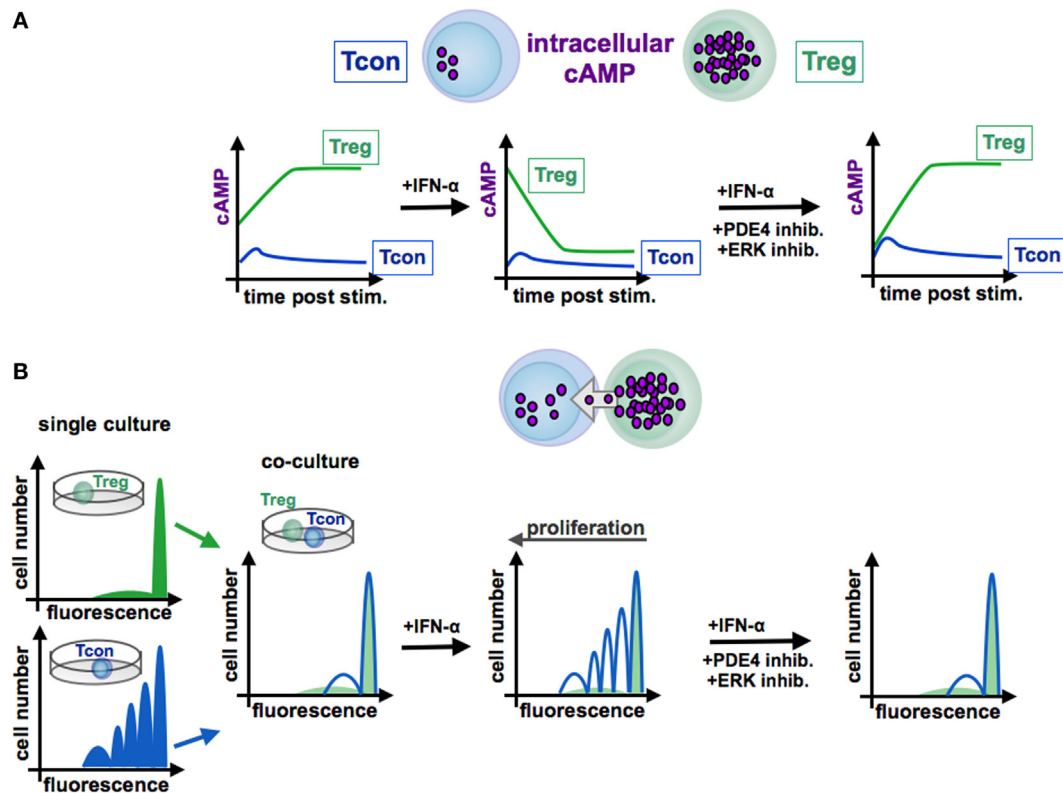 A
Tcon
intracellular
cAMP
Treg
cAMP
Treg
Tcon
time post stim.
+IFN-α
cAMP
Treg
Tcon
time post stim.
+IFN-α
+PDE4 inhib.
+ERK inhib.
cAMP
Treg
Tcon
time post stim.
B
single culture
cell number
Treg
fluorescence
cell number
Tcon
fluorescence
co-culture
Treg
Tcon
cell number
fluorescence
+IFN-α
proliferation
cell number
fluorescence
+IFN-α
+PDE4 inhib.
+ERK inhib.
cell number
fluorescence